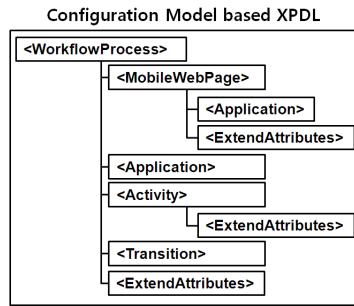 Configuration Model based XPDL
<WorkflowProcess>
<MobileWebPage>
<Application>
<ExtendAttributes>
<Application>
<Activity>
<ExtendAttributes>
<Transition>
<ExtendAttributes>